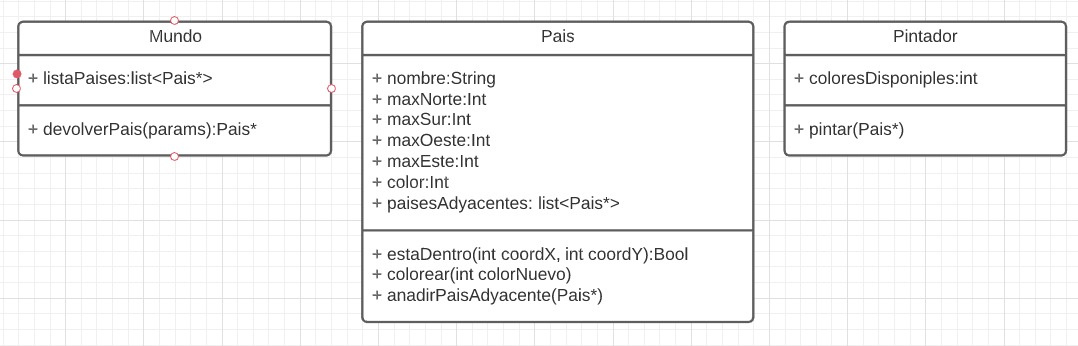 Mundo
+ listaPaises:list<Pais*>
+ devolverPais(params):Pais*
Pais
+ nombre:String
+ maxNorte:Int
+ maxSur:Int
+ maxOeste:Int
+ maxEste:Int
+ color:Int
+ paisesAdyacentes: list<Pais*>
+ estaDentro(int coordX, int coordY):Bool
+ colorear(int colorNuevo)
+ anadirPaisAdyacente(Pais*)
Pintador
+ coloresDisponiples:int
+ pintar(Pais*)